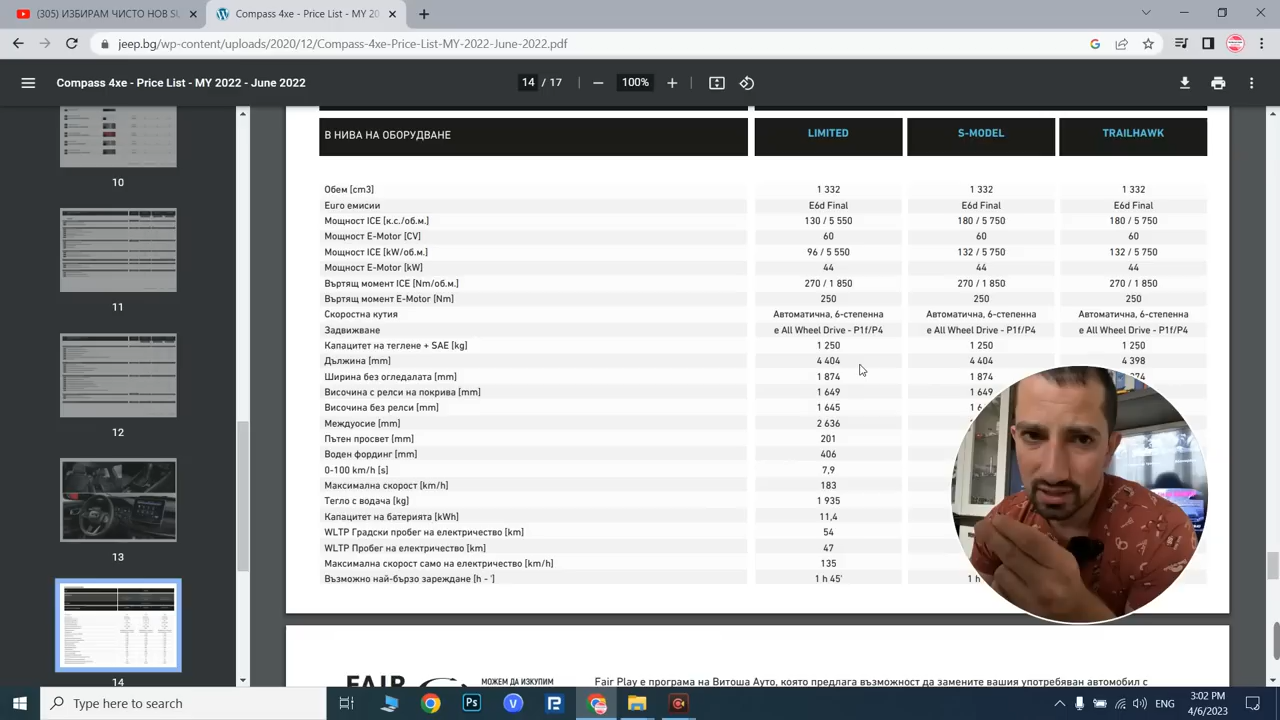 (305) ИЗБИРАМ ЧИСТО НОВ SU
Compass 4xe - Price List - MY 20
jeep.bg/wp-content/uploads/2020/12/Compass-4xe-Price-List-MY-2022-June-2022.pdf
Compass 4xe - Price List - MY 2022 - June 2022
14 / 17
100%
10
11
12
13
14
В НИВА НА ОБОРУДВАНЕ LIMITED S-MODEL TRAILHAWK
Обем [cm3] 1 332 1 332 1 332
Euro емисии E6d Final E6d Final E6d Final
Мощност ICE [к.с./об.м.] 130 / 5 550 180 / 5 750 180 / 5 750
Мощност E-Motor [CV] 60 60 60
Мощност ICE [kW/об.м.] 96 / 5 550 132 / 5 750 132 / 5 750
Мощност E-Motor [kW] 44 44 44
Въртящ момент ICE [Nm/об.м.] 270 / 1 850 270 / 1 850 270 / 1 850
Въртящ момент E-Motor [Nm] 250 250 250
Скоростна кутия Автоматична, 6-степенна Автоматична, 6-степенна Автоматична, 6-степенна
Задвижване e All Wheel Drive - P1f/P4 e All Wheel Drive - P1f/P4 e All Wheel Drive - P1f/P4
Капацитет на теглене + SAE [kg] 1 250 1 250 1 250
Дължина [mm] 4 404 4 404 4 398
Ширина без огледалата [mm] 1 874 1 874
Височина с релси на покрива [mm] 1 649 1 649
Височина без релси [mm] 1 645
Междуосие [mm] 2 636
Пътен просвет [mm] 201
Воден фординг [mm] 406
0-100 km/h [s] 7,9
Максимална скорост [km/h] 183
Тегло с водача [kg] 1 935
Капацитет на батерията [kWh] 11,4
WLTP Градски пробег на електричество [km] 54
WLTP Пробег на електричество [km] 47
Максимална скорост само на електричество [km/h] 135
Възможно най-бързо зареждане [h - '] 1 h 45' 1 h
FAIR
МОЖЕМ ДА ИЗКУПИМ
Fair Play е програма на Витоша Ауто, която предлага възможност да замените вашия употребяван автомобил с
Type here to search
ENG
3:02 PM
4/6/2023